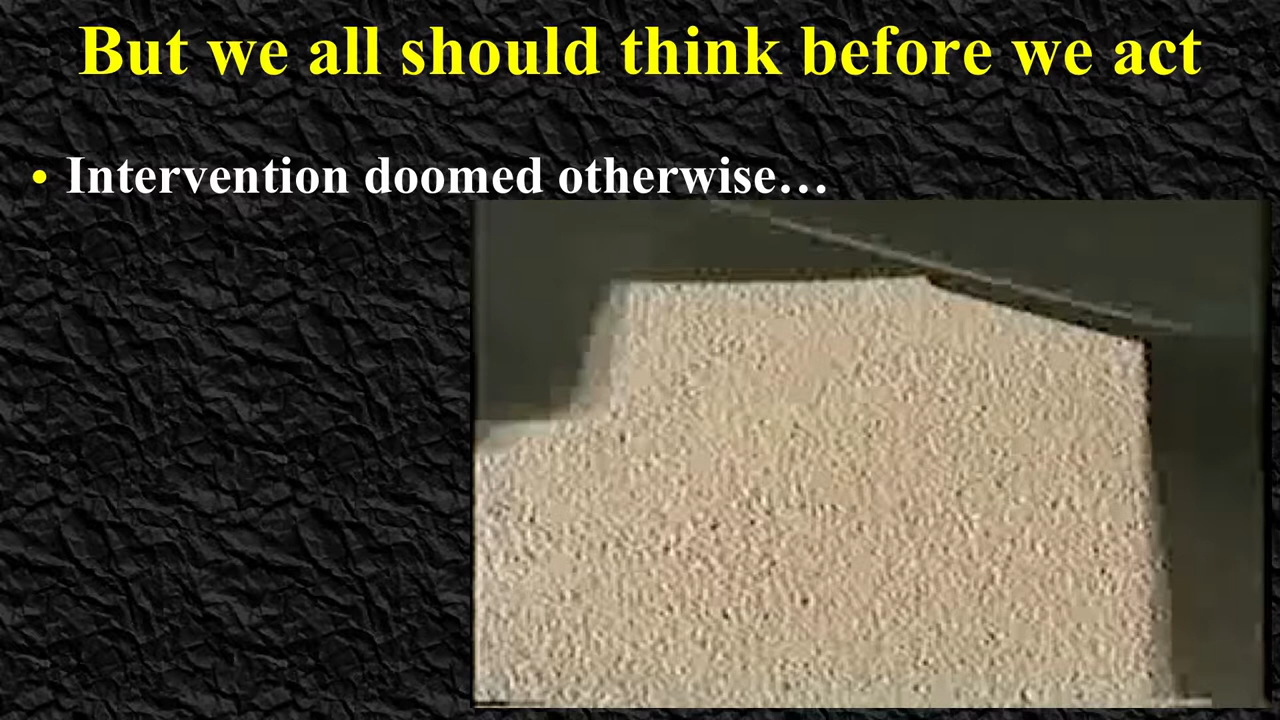 But we all should think before we act
• Intervention doomed otherwise…